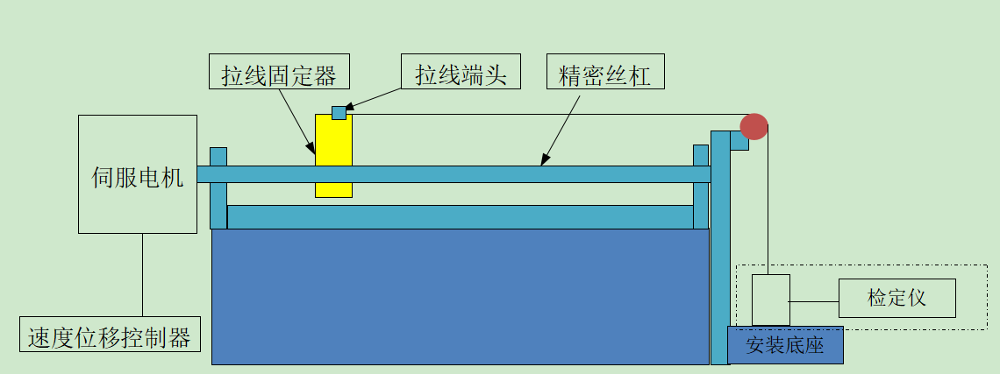 拉线固定器
拉线端头
精密丝杠
伺服电机
检定仪
速度位移控制器
安装底座